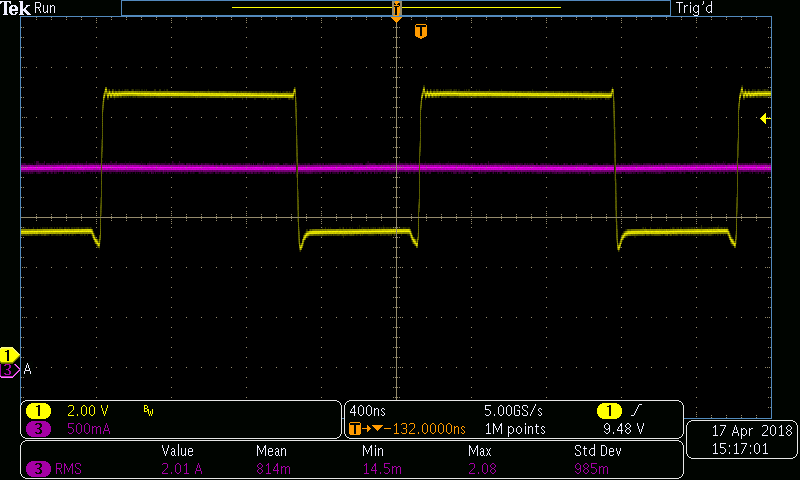 Tek Run Trig'd
T
T
1
3 A
1 2.00 V BW 400ns 5.00GS/s 1 /
3 500mA T→▼−132.0000ns 1M points 9.48 V
17 Apr 2018
15:17:01
Value Mean Min Max Std Dev
3 RMS 2.01 A 814m 14.5m 2.08 985m